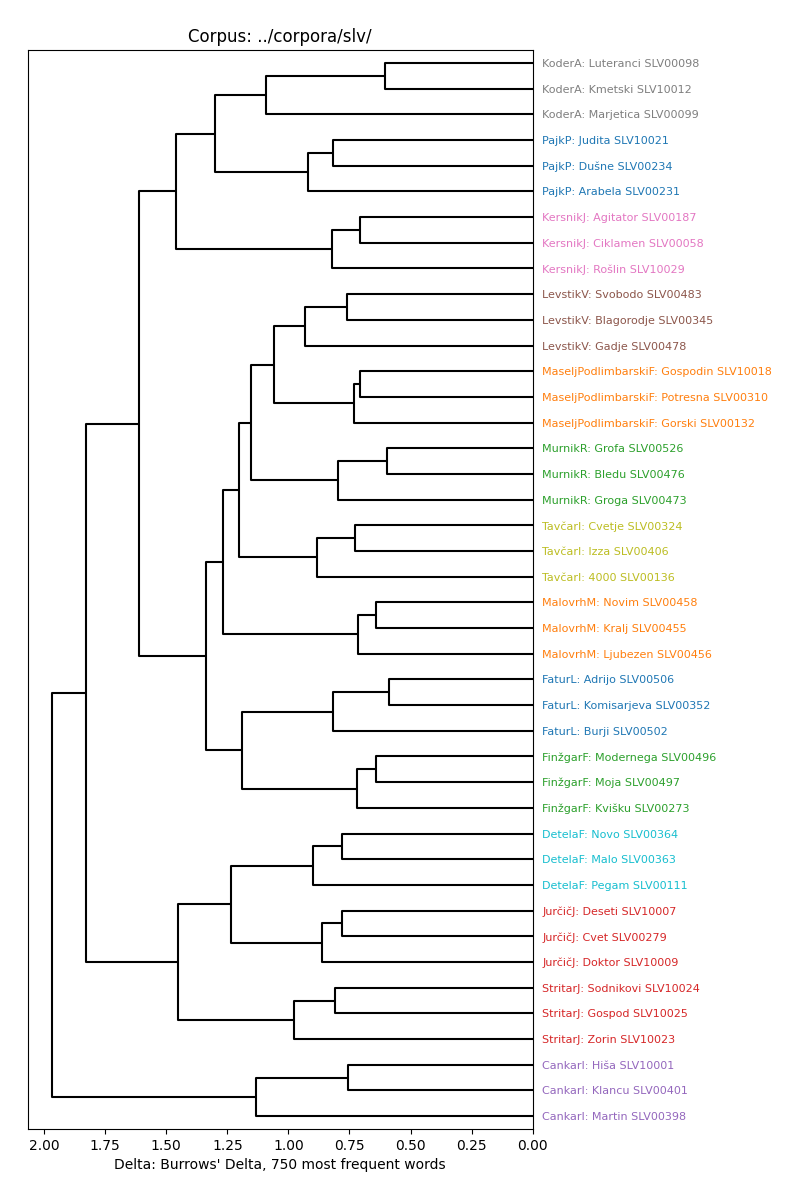 Corpus: ../corpora/slv/
KoderA: Luteranci SLV00098
KoderA: Kmetski SLV10012
KoderA: Marjetica SLV00099
PajkP: Judita SLV10021
PajkP: Dušne SLV00234
PajkP: Arabela SLV00231
KersnikJ: Agitator SLV00187
KersnikJ: Ciklamen SLV00058
KersnikJ: Rošlin SLV10029
LevstikV: Svobodo SLV00483
LevstikV: Blagorodje SLV00345
LevstikV: Gadje SLV00478
MaseljPodlimbarskiF: Gospodin SLV10018
MaseljPodlimbarskiF: Potresna SLV00310
MaseljPodlimbarskiF: Gorski SLV00132
MurnikR: Grofa SLV00526
MurnikR: Bledu SLV00476
MurnikR: Groga SLV00473
TavčarI: Cvetje SLV00324
TavčarI: Izza SLV00406
TavčarI: 4000 SLV00136
MalovrhM: Novim SLV00458
MalovrhM: Kralj SLV00455
MalovrhM: Ljubezen SLV00456
FaturL: Adrijo SLV00506
FaturL: Komisarjeva SLV00352
FaturL: Burji SLV00502
FinžgarF: Modernega SLV00496
FinžgarF: Moja SLV00497
FinžgarF: Kvišku SLV00273
DetelaF: Novo SLV00364
DetelaF: Malo SLV00363
DetelaF: Pegam SLV00111
JurčičJ: Deseti SLV10007
JurčičJ: Cvet SLV00279
JurčičJ: Doktor SLV10009
StritarJ: Sodnikovi SLV10024
StritarJ: Gospod SLV10025
StritarJ: Zorin SLV10023
CankarI: Hiša SLV10001
CankarI: Klancu SLV00401
CankarI: Martin SLV00398
2.00 1.75 1.50 1.25 1.00 0.75 0.50 0.25 0.00
Delta: Burrows' Delta, 750 most frequent words